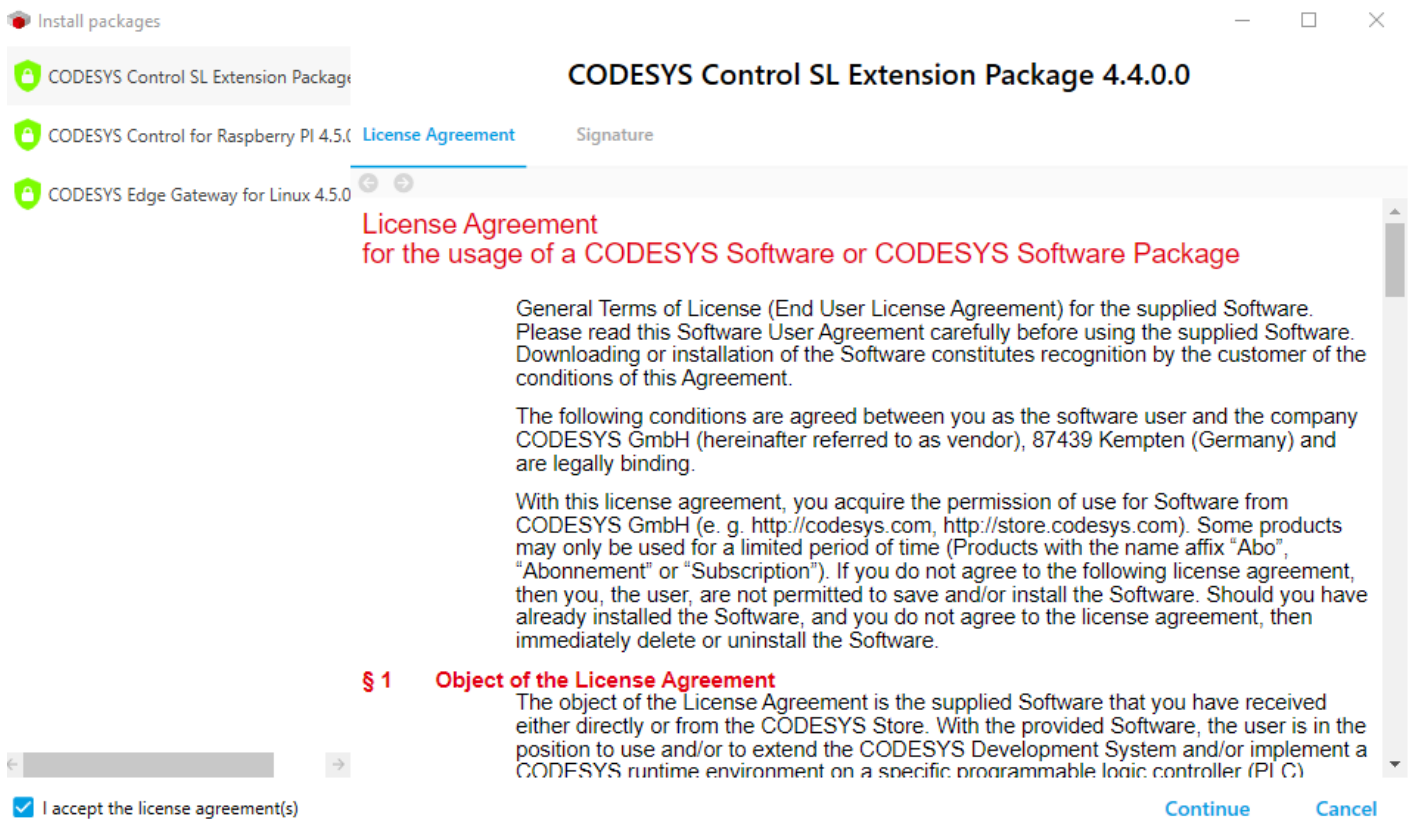 Install packages
CODESYS Control SL Extension Package
CODESYS Control for Raspberry PI 4.5.0
CODESYS Edge Gateway for Linux 4.5.0
CODESYS Control SL Extension Package 4.4.0.0
License Agreement
Signature
License Agreement
for the usage of a CODESYS Software or CODESYS Software Package
General Terms of License (End User License Agreement) for the supplied Software.
Please read this Software User Agreement carefully before using the supplied Software.
Downloading or installation of the Software constitutes recognition by the customer of the
conditions of this Agreement.
The following conditions are agreed between you as the software user and the company
CODESYS GmbH (hereinafter referred to as vendor), 87439 Kempten (Germany) and
are legally binding.
With this license agreement, you acquire the permission of use for Software from
CODESYS GmbH (e. g. http://codesys.com, http://store.codesys.com). Some products
may only be used for a limited period of time (Products with the name affix “Abo”,
“Abonnement” or “Subscription”). If you do not agree to the following license agreement,
then you, the user, are not permitted to save and/or install the Software. Should you have
already installed the Software, and you do not agree to the license agreement, then
immediately delete or uninstall the Software.
§ 1 Object of the License Agreement
The object of the License Agreement is the supplied Software that you have received
either directly or from the CODESYS Store. With the provided Software, the user is in the
position to use and/or to extend the CODESYS Development System and/or implement a
CODESYS runtime environment on a specific programmable logic controller (PLC)
I accept the license agreement(s)
Continue
Cancel